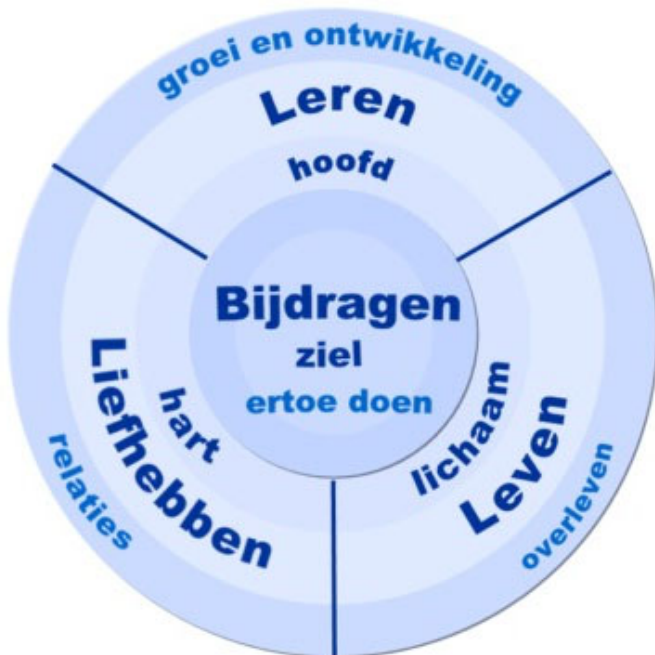 groei en ontwikkeling
Leren
hoofd
Bijdragen
ziel
ertoe doen
hart
Liefhebben
relaties
lichaam
Leven
overleven